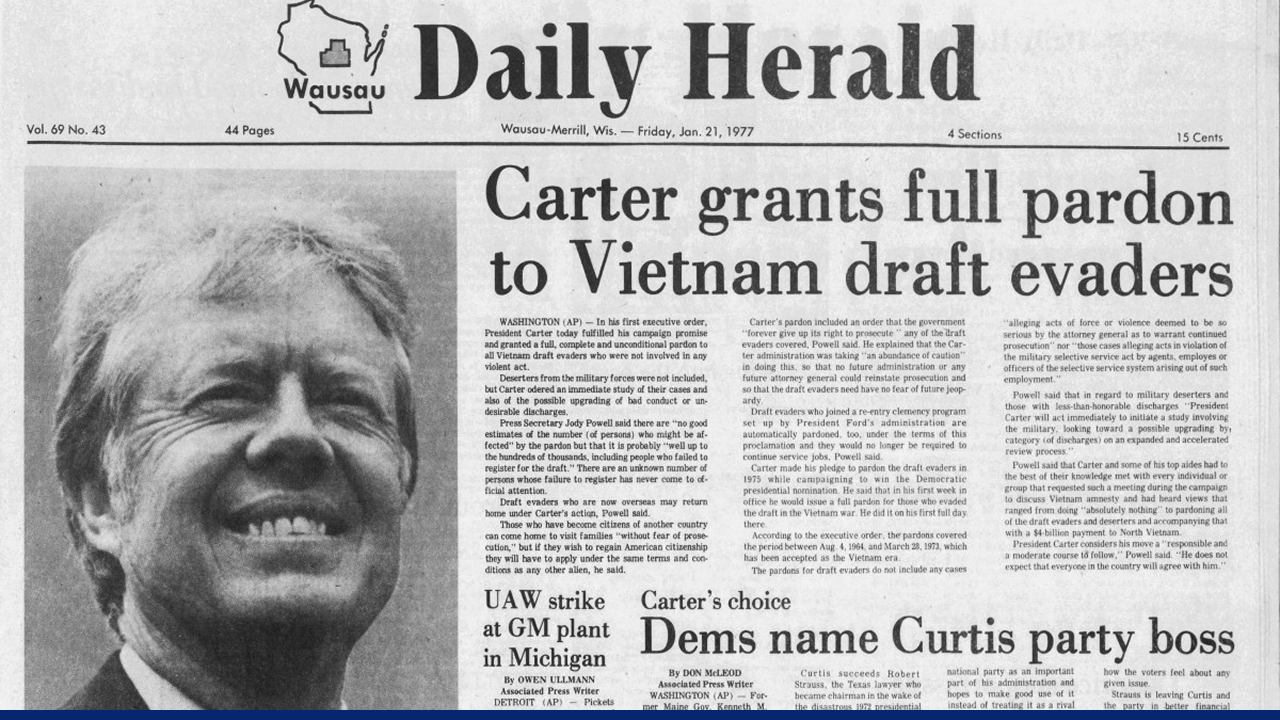 Wausau
Daily Herald
Vol. 69 No. 43
44 Pages
Wausau-Merrill, Wis. — Friday, Jan. 21, 1977
4 Sections
15 Cents
Carter grants full pardon
to Vietnam draft evaders
WASHINGTON (AP) — In his first executive order,
President Carter today fulfilled his campaign promise
and granted a full, complete and unconditional pardon to
all Vietnam draft evaders who were not involved in any
violent act.
Deserters from the military forces were not included,
but Carter odered an immediate study of their cases and
also of the possible upgrading of bad conduct or un-
desirable discharges.
Press Secretary Jody Powell said there are "no good
estimates of the number (of persons) who might be af-
fected" by the pardon but that it is probably "well up to
the hundreds of thousands, including people who failed to
register for the draft." There are an unknown number of
persons whose failure to register has never come to of-
ficial attention.
Draft evaders who are now overseas may return
home under Carter's action, Powell said.
Those who have become citizens of another country
can come home to visit families "without fear of prose-
cution," but if they wish to regain American citizenship
they will have to apply under the same terms and con-
ditions as any other alien, he said.
Carter's pardon included an order that the government
"forever give up its right to prosecute " any of the draft
evaders covered, Powell said. He explained that the Car-
ter administration was taking "an abundance of caution"
in doing this, so that no future administration or any
future attorney general could reinstate prosecution and
so that the draft evaders need have no fear of future jeop-
ardy.
Draft evaders who joined a re-entry clemency program
set up by President Ford's administration are
automatically pardoned, too, under the terms of this
proclamation and they would no longer be required to
continue service jobs, Powell said.
Carter made his pledge to pardon the draft evaders in
1975 while campaigning to win the Democratic
presidential nomination. He said that in his first week in
office he would issue a full pardon for those who evaded
the draft in the Vietnam war. He did it on his first full day
there.
According to the executive order, the pardons covered
the period between Aug. 4, 1964, and March 28, 1973, which
has been accepted as the Vietnam era.
The pardons for draft evaders do not include any cases
"alleging acts of force or violence deemed to be so
serious by the attorney general as to warrant continued
prosecution" nor "those cases alleging acts in violation of
the military selective service act by agents, employes or
officers of the selective service system arising out of such
employment."
Powell said that in regard to military deserters and
those with less-than-honorable discharges "President
Carter will act immediately to initiate a study involving
the military, looking toward a possible upgrading by,
category (of discharges) on an expanded and accelerated
review process."
Powell said that Carter and some of his top aides had to
the best of their knowledge met with every individual or
group that requested such a meeting during the campaign
to discuss Vietnam amnesty and had heard views that
ranged from doing "absolutely nothing" to pardoning all
of the draft evaders and deserters and accompanying that
with a $4-billion payment to North Vietnam.
President Carter considers his move a "responsible and
a moderate course to follow," Powell said. "He does not
expect that everyone in the country will agree with him."
UAW strike
at GM plant
in Michigan
By OWEN ULLMANN
Associated Press Writer
DETROIT (AP) — Pickets
Carter's choice
Dems name Curtis party boss
By DON McLEOD
Associated Press Writer
WASHINGTON (AP) — For-
mer Maine Gov. Kenneth M.
Curtis succeeds Robert
Strauss, the Texas lawyer who
became chairman in the wake of
the disastrous 1972 presidential
national party as an important
part of his administration and
hopes to make good use of it
instead of treating it as a rival
how the voters feel about any
given issue.
Strauss is leaving Curtis and
the party in better financial